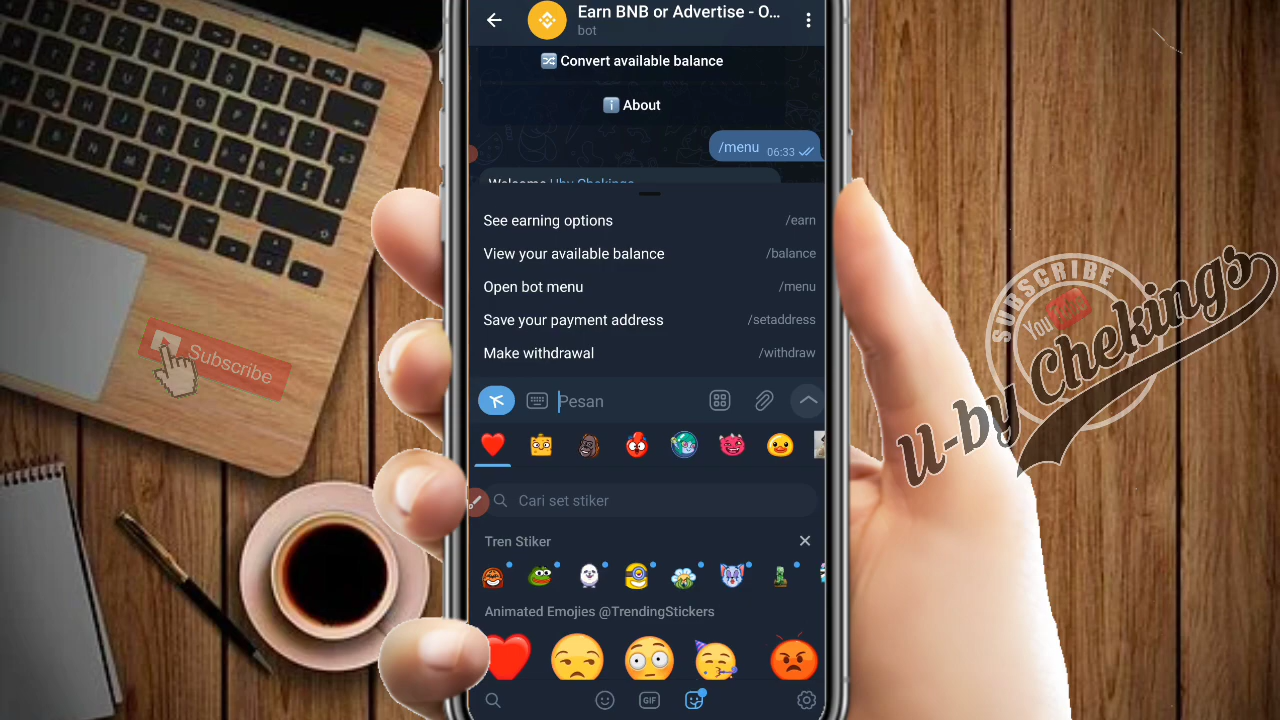 Earn BNB or Advertise - O...
bot
Convert available balance
About
/menu 06:33
See earning options /earn
View your available balance /balance
Open bot menu /menu
Save your payment address /setaddress
Make withdrawal /withdraw
Pesan
Cari set stiker
Tren Stiker
Animated Emojies @TrendingStickers
GIF
Subscribe
SUBSCRIBE
You
U-by Chekings